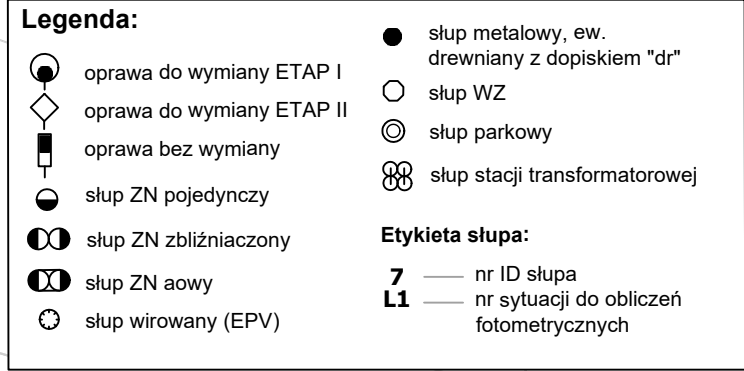 Legenda:
oprawa do wymiany ETAP I
oprawa do wymiany ETAP II
oprawa bez wymiany
słup ZN pojedynczy
słup ZN zbliźniaczony
słup ZN aowy
słup wirowany (EPV)
słup metalowy, ew.
drewniany z dopiskiem "dr"
słup WZ
słup parkowy
słup stacji transformatorowej
Etykieta słupa:
7 nr ID słupa
L1 nr sytuacji do obliczeń
fotometrycznych